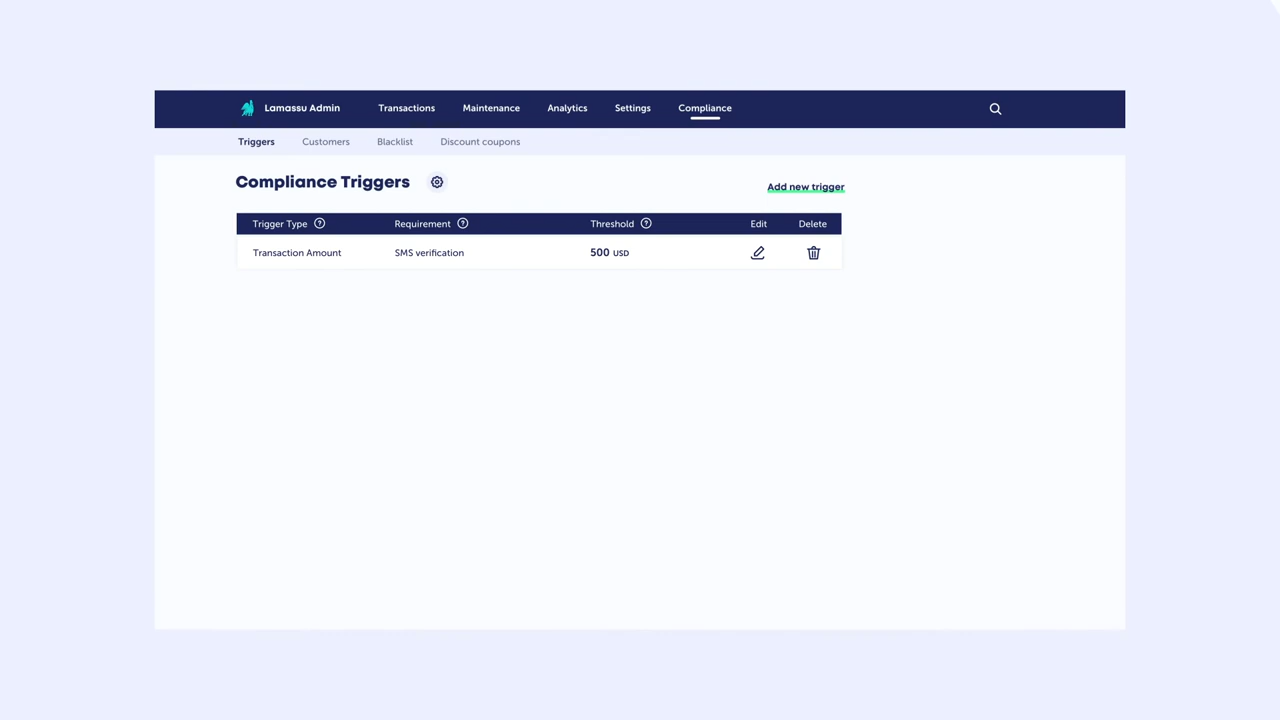 Lamassu Admin Transactions Maintenance Analytics Settings Compliance
Triggers Customers Blacklist Discount coupons
Compliance Triggers
Add new trigger
Trigger Type ? Requirement ? Threshold ? Edit Delete
Transaction Amount SMS verification 500 USD